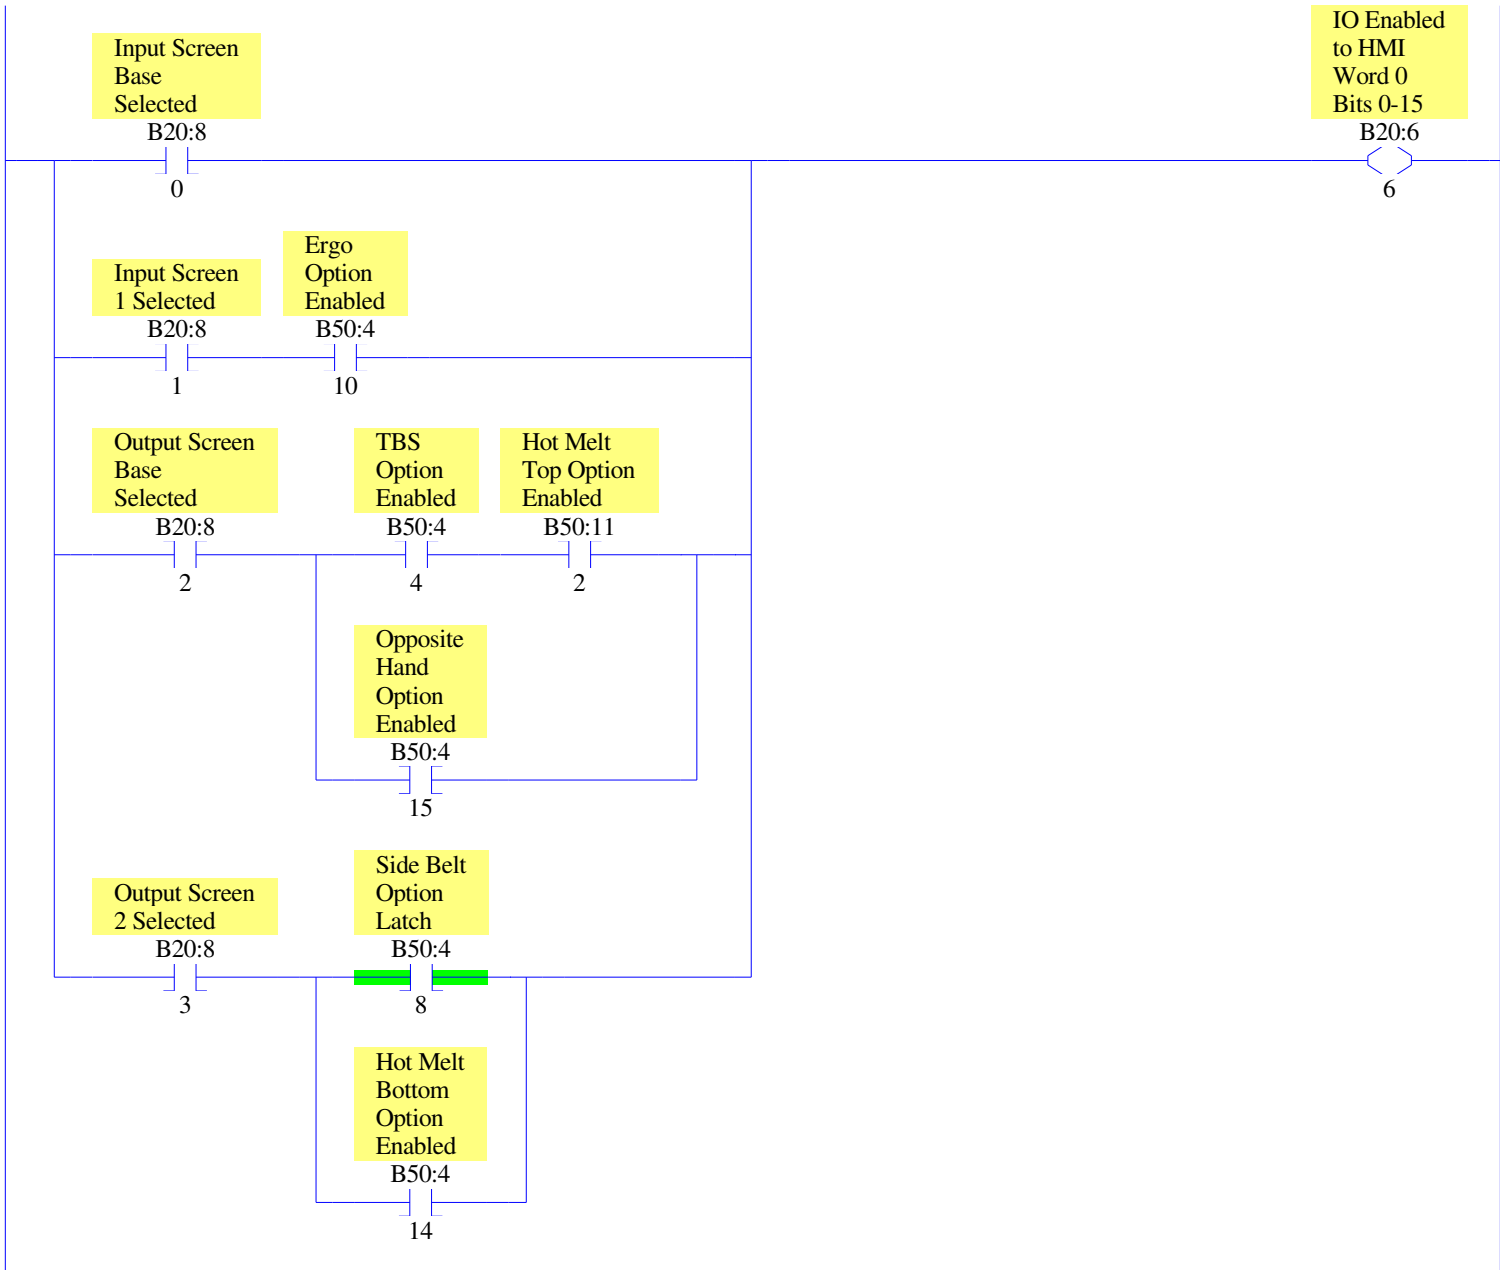 Input Screen
Base
Selected
B20:8
0
IO Enabled
to HMI
Word 0
Bits 0-15
B20:6
6
Input Screen
1 Selected
B20:8
1
Ergo
Option
Enabled
B50:4
10
Output Screen
Base
Selected
B20:8
2
TBS
Option
Enabled
B50:4
4
Hot Melt
Top Option
Enabled
B50:11
2
Opposite
Hand
Option
Enabled
B50:4
15
Output Screen
2 Selected
B20:8
3
Side Belt
Option
Latch
B50:4
8
Hot Melt
Bottom
Option
Enabled
B50:4
14